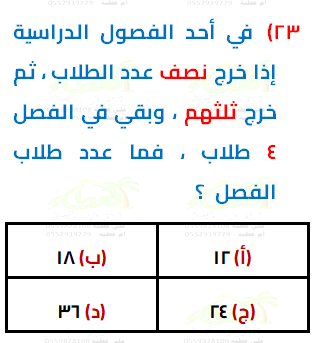 ٢٣) في أحد الفصول الدراسية
إذا خرج نصف عدد الطلاب ، ثم
خرج ثلثهم ، وبقي في الفصل
٤ طلاب ، فما عدد طلاب
الفصل ؟
(أ) ١٢
(ب) ١٨
(ج) ٢٤
(د) ٣٦